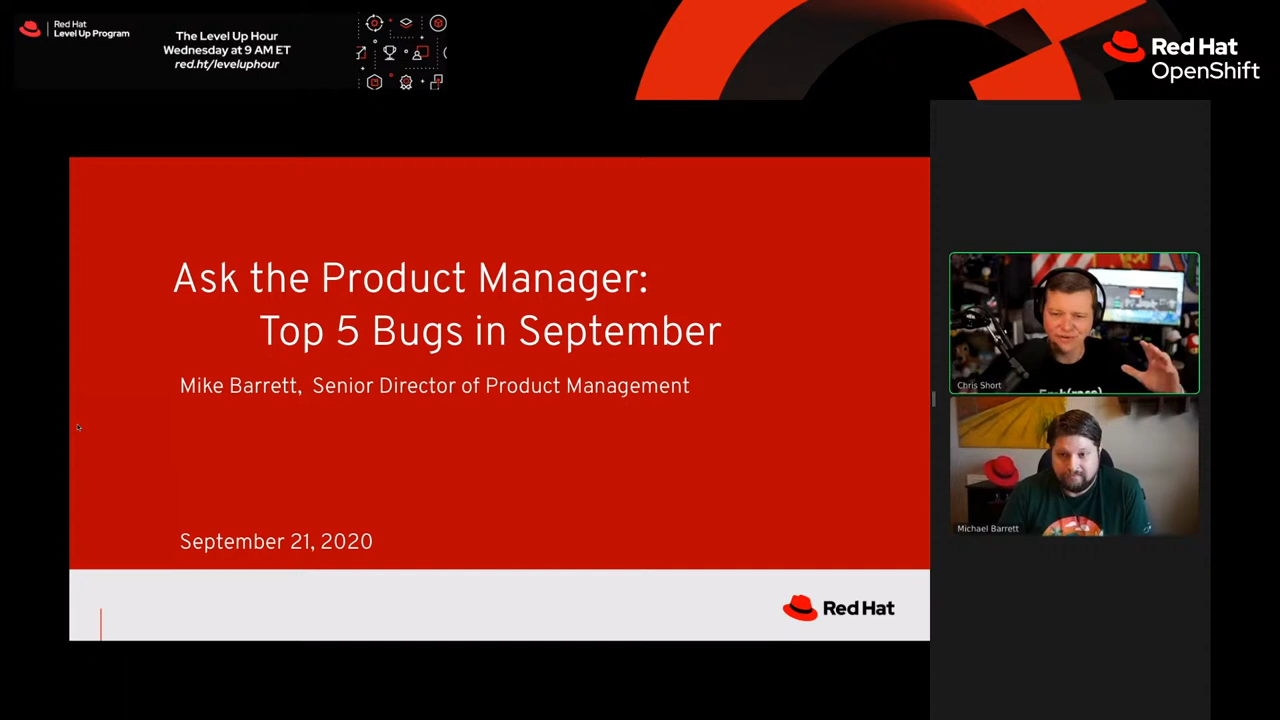 Red Hat
Level Up Program
The Level Up Hour
Wednesday at 9 AM ET
red.ht/leveluphour
Red Hat
OpenShift
Ask the Product Manager:
Top 5 Bugs in September
Mike Barrett, Senior Director of Product Management
September 21, 2020
Red Hat
Chris Short
Michael Barrett